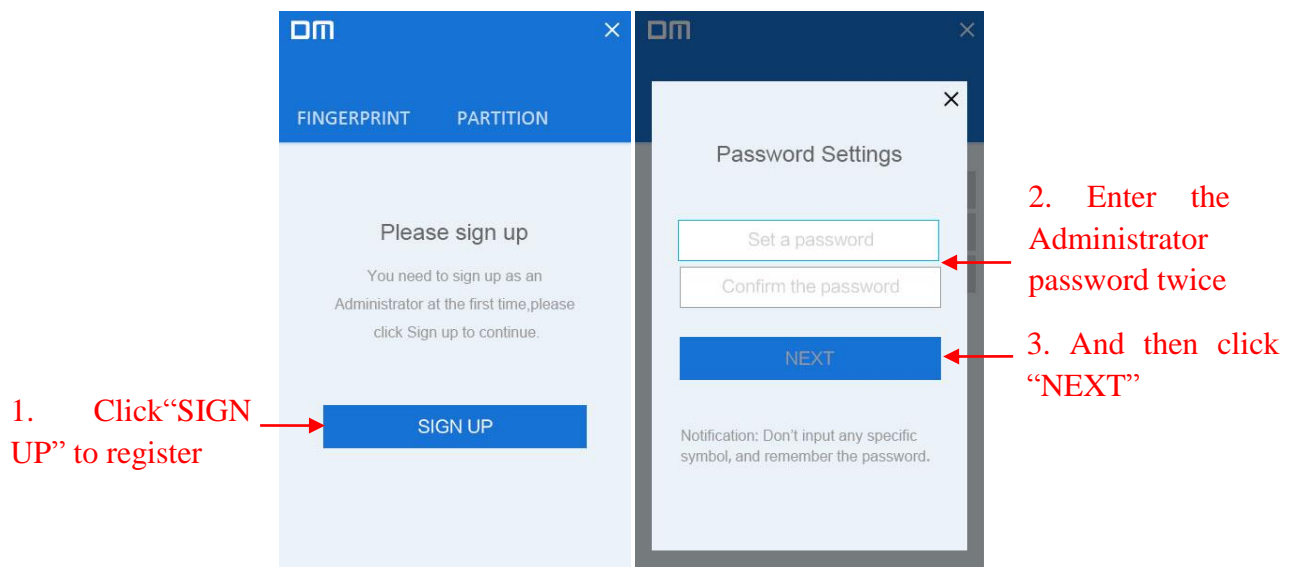 DM
FINGERPRINT PARTITION
Please sign up
You need to sign up as an
Administrator at the first time,please
click Sign up to continue.
SIGN UP
1. Click“SIGN
UP” to register
DM
Password Settings
Set a password
Confirm the password
NEXT
Notification: Don't input any specific
symbol, and remember the password.
2. Enter the
Administrator
password twice
3. And then click
“NEXT”